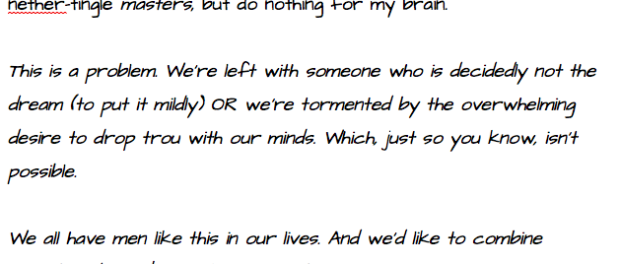 nether-tingle masters, but do nothing for my brain.
This is a problem. We're left with someone who is decidedly not the
dream (to put it mildly) OR we're tormented by the overwhelming
desire to drop trou with our minds. Which, just so you know, isn't
possible.
We all have men like this in our lives. And we'd like to combine